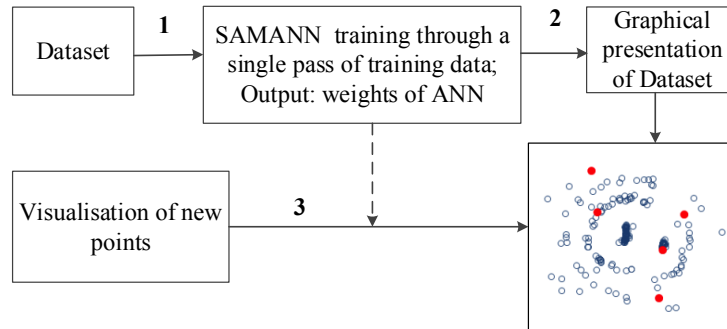 1
2
Dataset
SAMANN training through a
single pass of training data;
Output: weights of ANN
Graphical
presentation
of Dataset
Visualisation of new
points
3